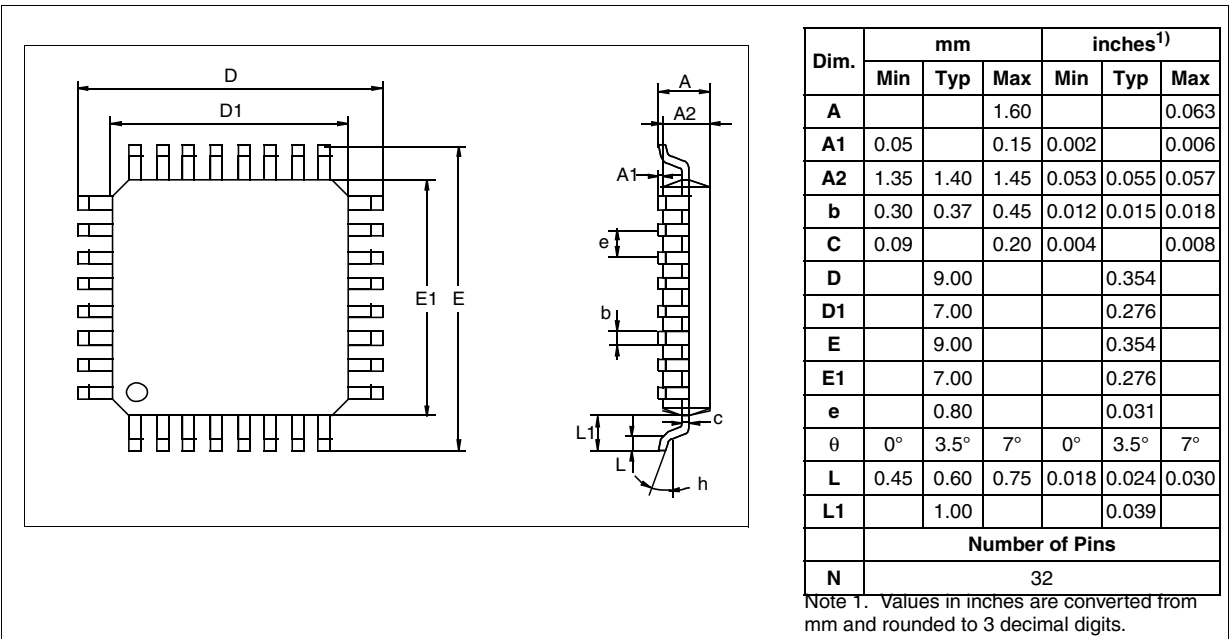 D
D1
E1 E
A
A2
A1
e
b
L1
c
L
h
Dim. mm inches1)
Min Typ Max Min Typ Max
A 1.60 0.063
A1 0.05 0.15 0.002 0.006
A2 1.35 1.40 1.45 0.053 0.055 0.057
b 0.30 0.37 0.45 0.012 0.015 0.018
C 0.09 0.20 0.004 0.008
D 9.00 0.354
D1 7.00 0.276
E 9.00 0.354
E1 7.00 0.276
e 0.80 0.031
θ 0° 3.5° 7° 0° 3.5° 7°
L 0.45 0.60 0.75 0.018 0.024 0.030
L1 1.00 0.039
Number of Pins
N 32
Note 1. Values in inches are converted from
mm and rounded to 3 decimal digits.